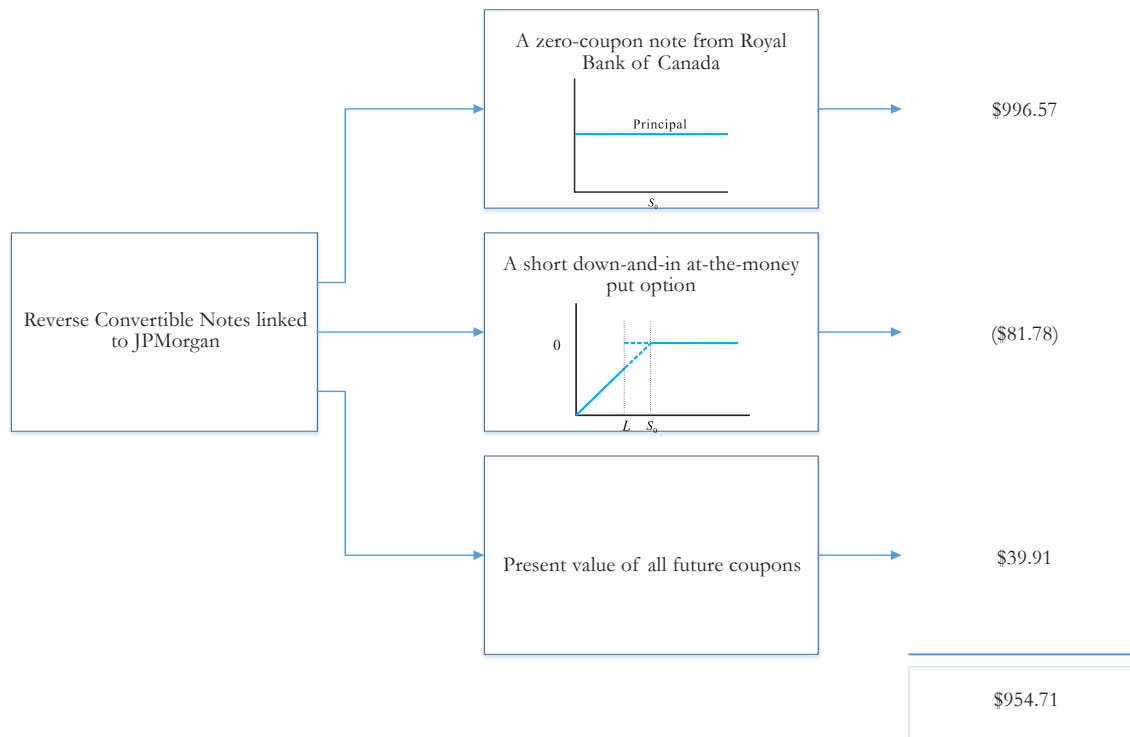 A zero-coupon note from Royal
Bank of Canada
Principal
S₀
$996.57
Reverse Convertible Notes linked
to JPMorgan
A short down-and-in at-the-money
put option
0
L S₀
($81.78)
Present value of all future coupons
$39.91
$954.71